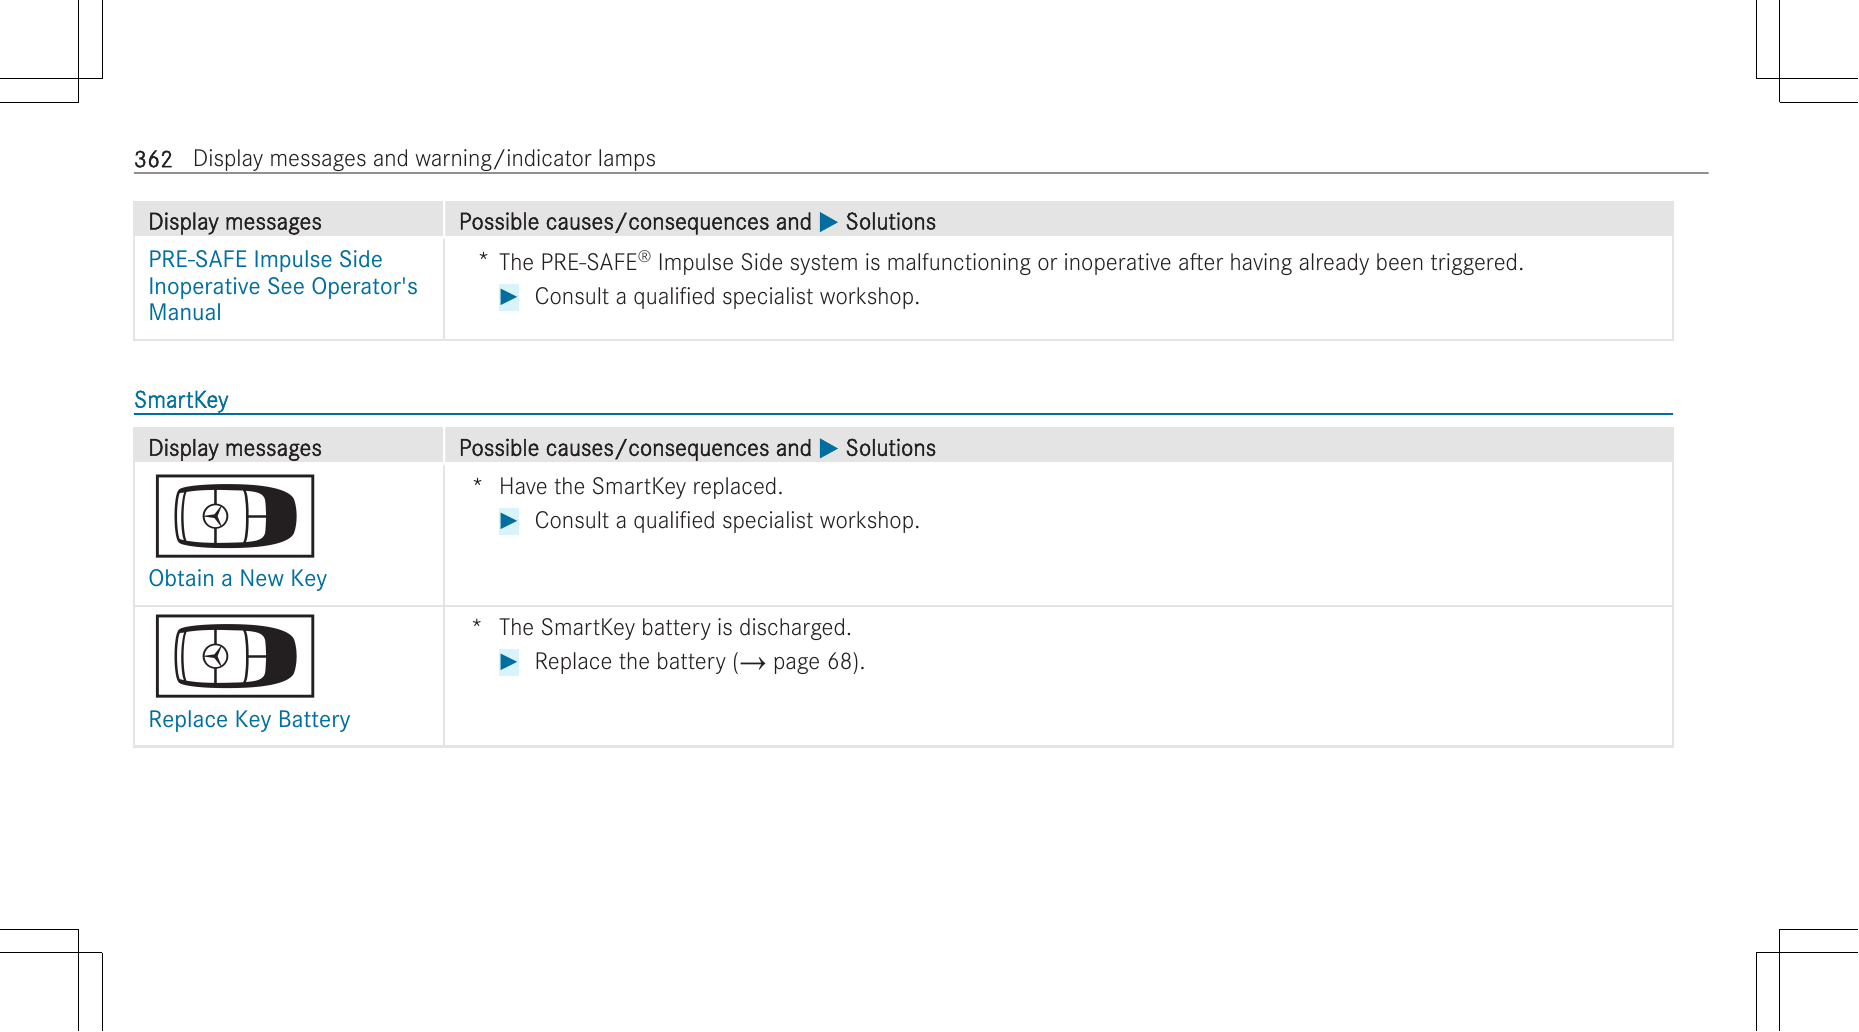 362 Display messages and warning/indicator lamps
Display messages Possible causes/consequences and ▶ Solutions
PRE-SAFE Impulse Side
Inoperative See Operator's
Manual
* The PRE-SAFE® Impulse Side system is malfunctioning or inoperative after having already been triggered.
▶ Consult a qualified specialist workshop.
SmartKey
Display messages Possible causes/consequences and ▶ Solutions
Obtain a New Key
* Have the SmartKey replaced.
▶ Consult a qualified specialist workshop.
Replace Key Battery
* The SmartKey battery is discharged.
▶ Replace the battery (→ page 68).